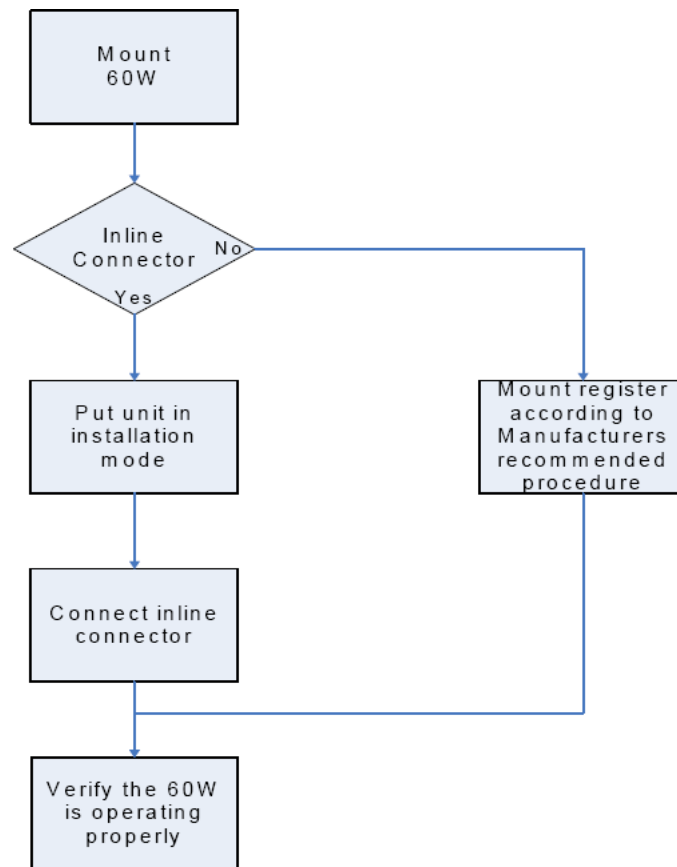 Mount
60W
Inline
Connector
No
Yes
Put unit in
installation
mode
Mount register
according to
Manufacturers
recommended
procedure
Connect inline
connector
Verify the 60W
is operating
properly